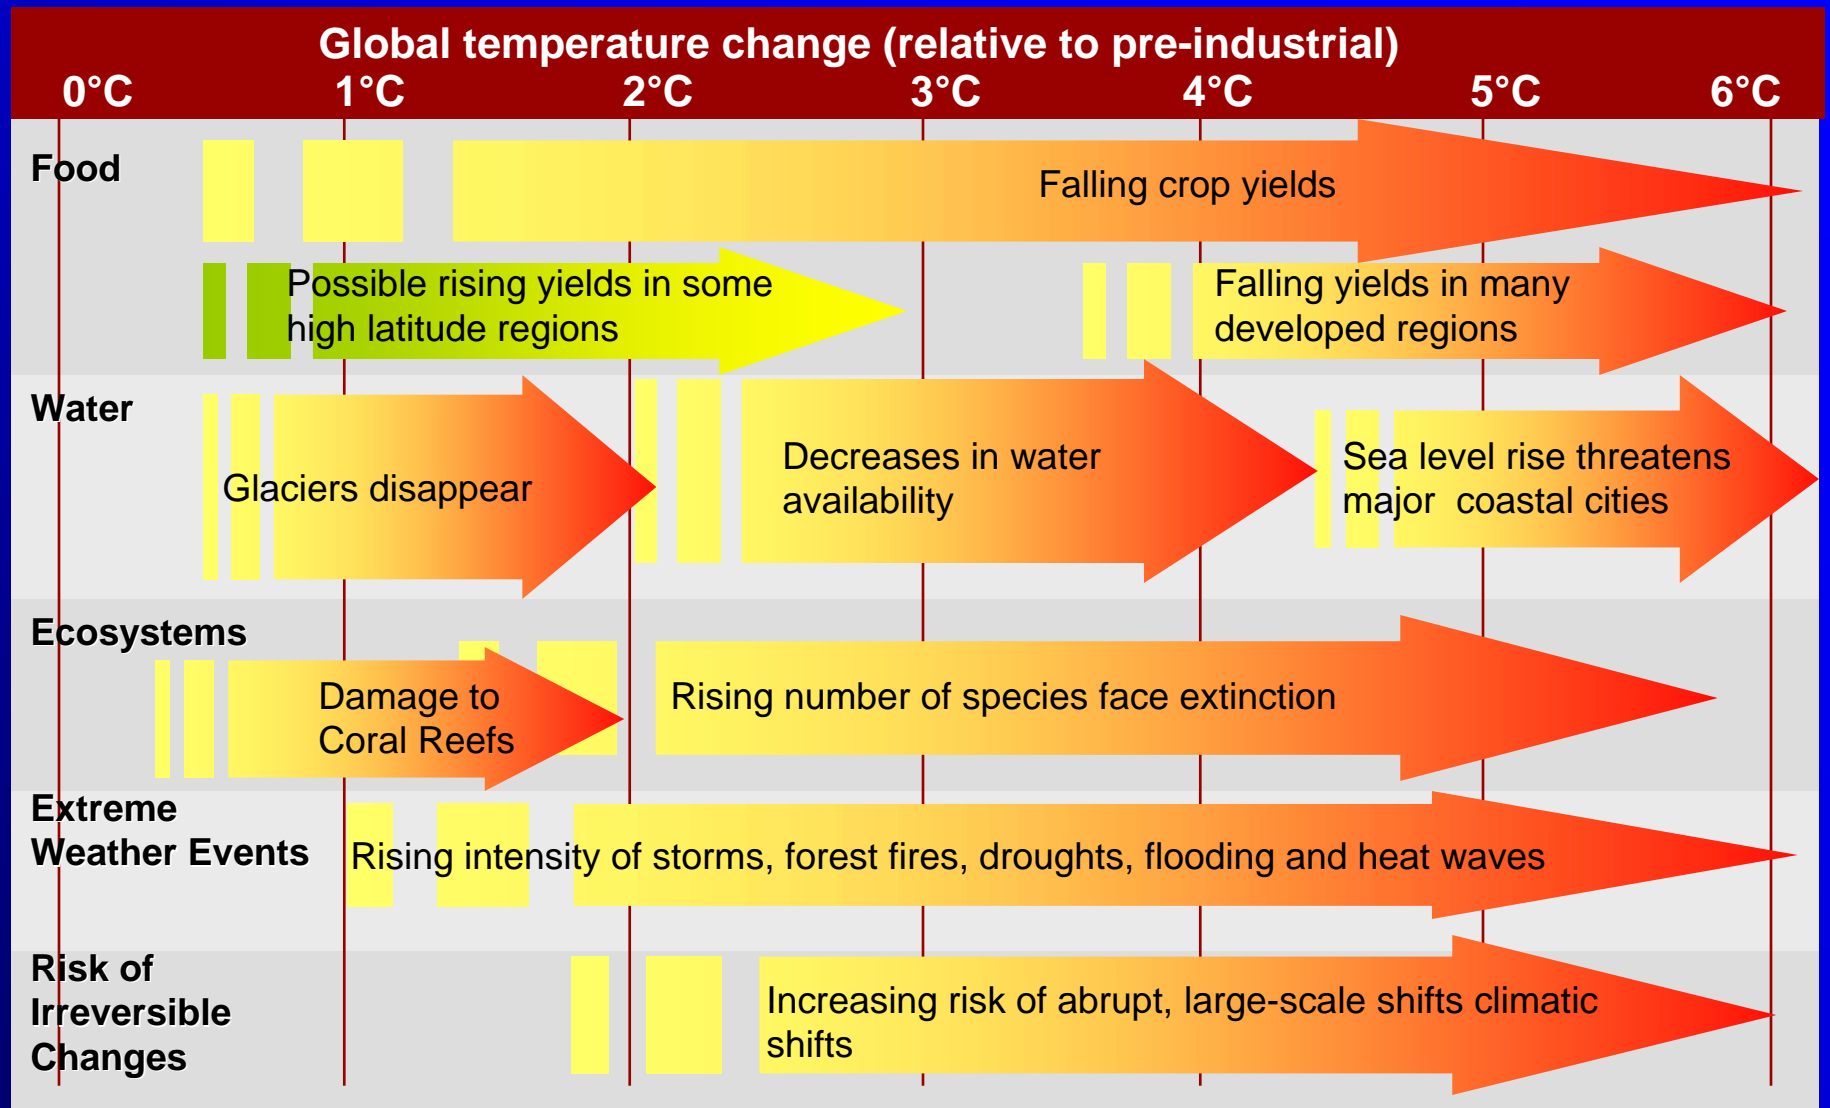 Global temperature change (relative to pre-industrial)
0°C 1°C 2°C 3°C 4°C 5°C 6°C
Food
Falling crop yields
Possible rising yields in some
high latitude regions
Falling yields in many
developed regions
Water
Glaciers disappear
Decreases in water
availability
Sea level rise threatens
major  coastal cities
Ecosystems
Damage to
Coral Reefs
Rising number of species face extinction
Extreme
Weather Events
Rising intensity of storms, forest fires, droughts, flooding and heat waves
Risk of
Irreversible
Changes
Increasing risk of abrupt, large-scale shifts climatic
shifts